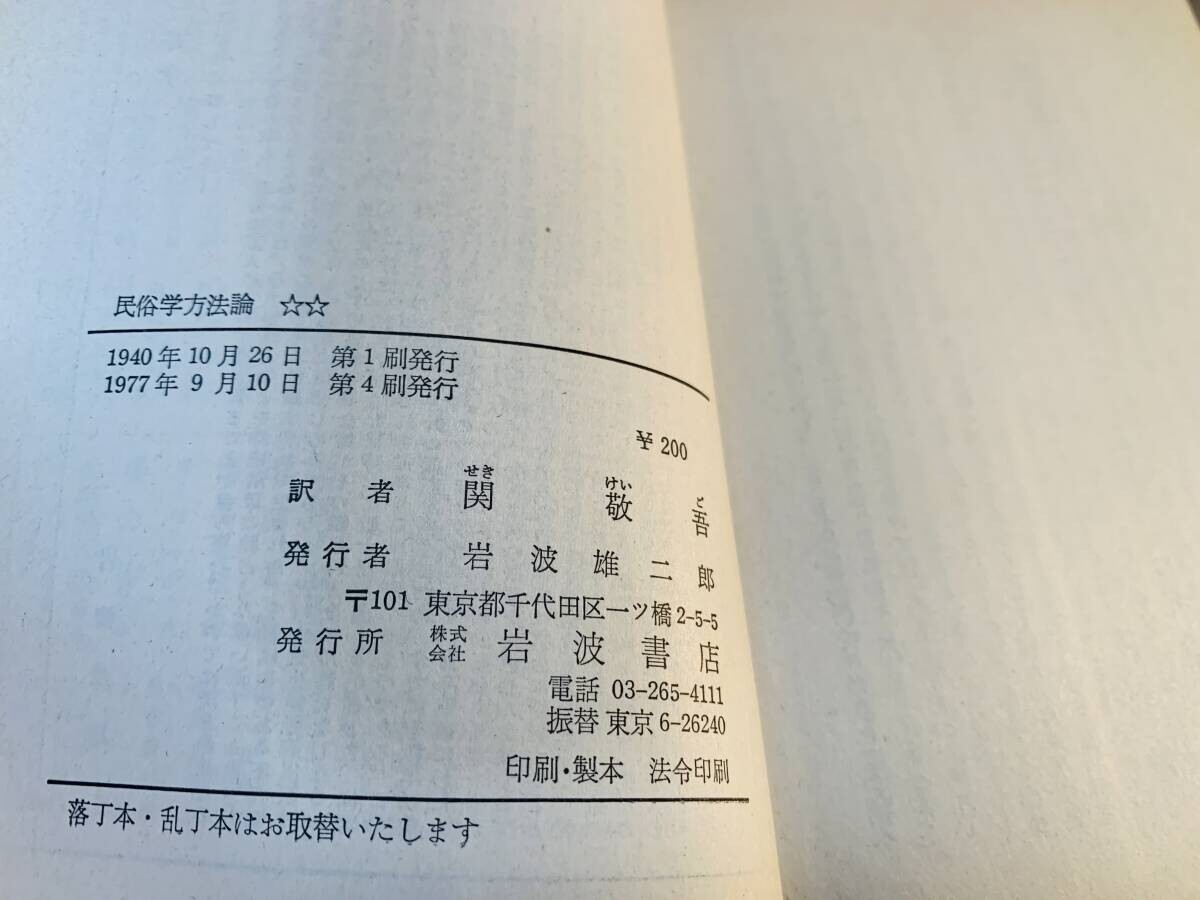 民俗学方法論 ☆☆
1940年10月26日 第1刷発行
1977年9月10日 第4刷発行
¥200
せき けい ご
訳者 関敬吾
発行者 岩波雄二郎
〒101 東京都千代田区一ツ橋2-5-5
発行所 株式会社 岩波書店
電話 03-265-4111
振替 東京6-26240
印刷・製本 法令印刷
落丁本・乱丁本はお取替いたします